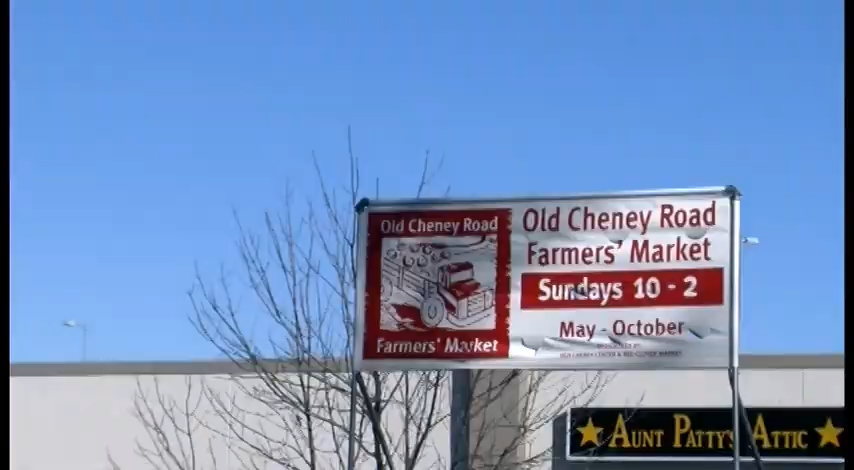 Old Cheney Road
Farmers' Market
Old Cheney Road
Farmers' Market
Sundays 10 - 2
May - October
AUNT PATTY'S ATTIC